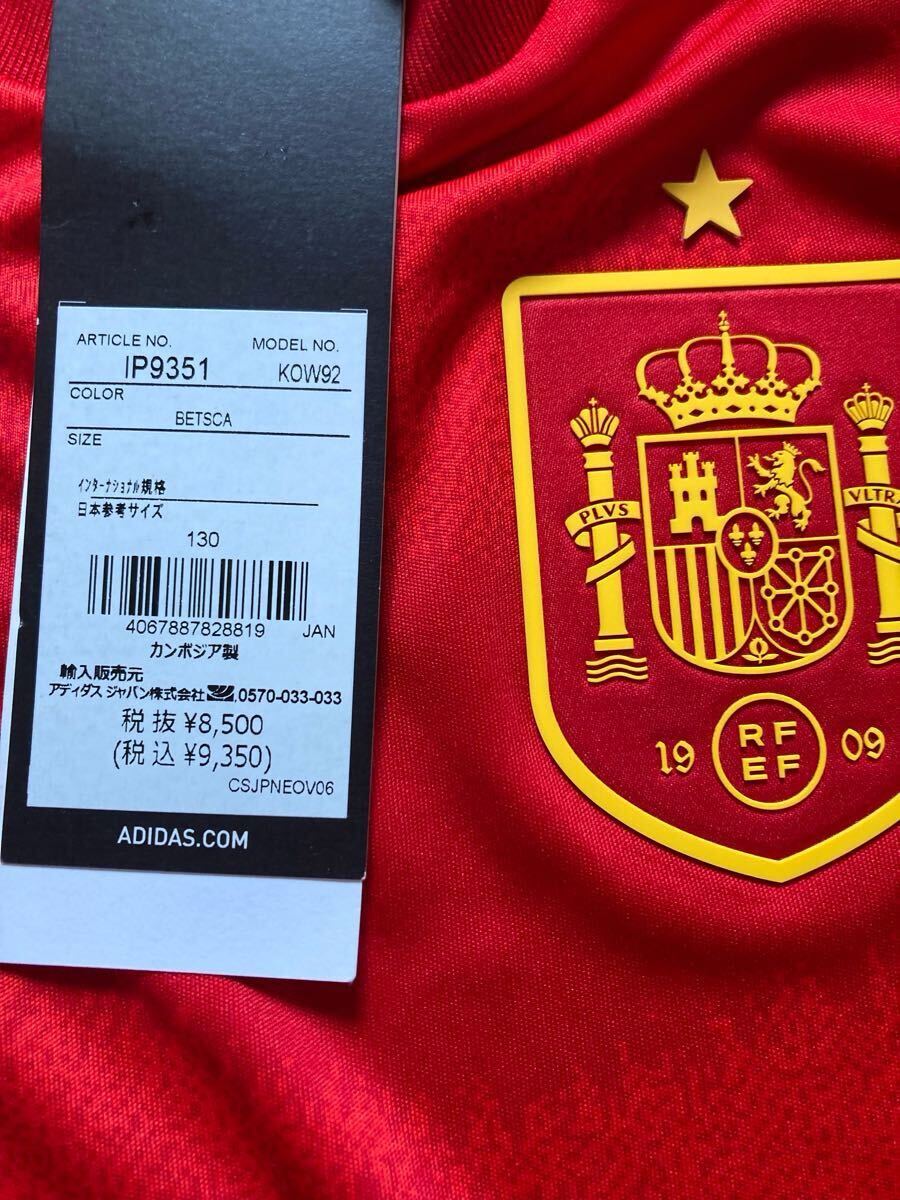 ARTICLE NO. MODEL NO.
IP9351 KOW92
COLOR
BETSCA
SIZE
インターナショナル規格
日本参考サイズ
130
4067887828819 JAN
カンボジア製
輸入販売元
アディダス ジャパン株式会社 0570-033-033
税抜 ¥8,500
(税込 ¥9,350)
CSJPNEOV06
ADIDAS.COM
PLVS VLTRA
19 RF EF 09